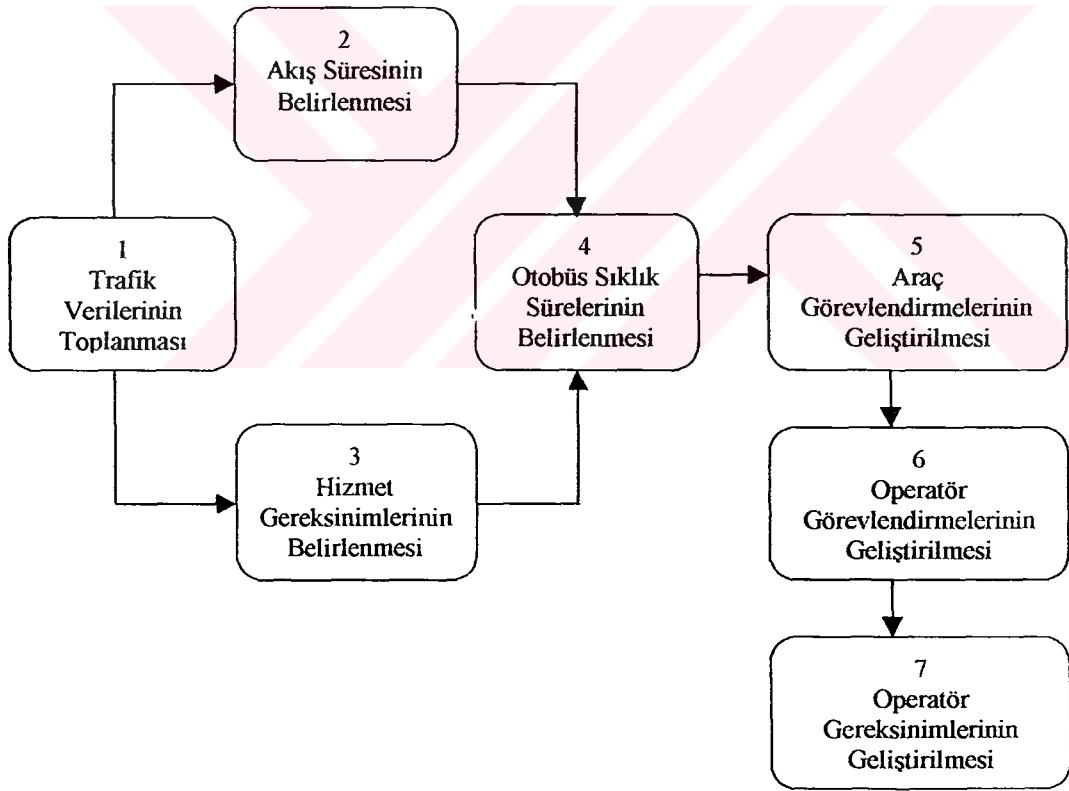 1
Trafik
Verilerinin
Toplanması
2
Akış Süresinin
Belirlenmesi
3
Hizmet
Gereksinimlerinin
Belirlenmesi
4
Otobüs Sıklık
Sürelerinin
Belirlenmesi
5
Araç
Görevlendirmelerinin
Geliştirilmesi
6
Operatör
Görevlendirmelerinin
Geliştirilmesi
7
Operatör
Gereksinimlerinin
Geliştirilmesi